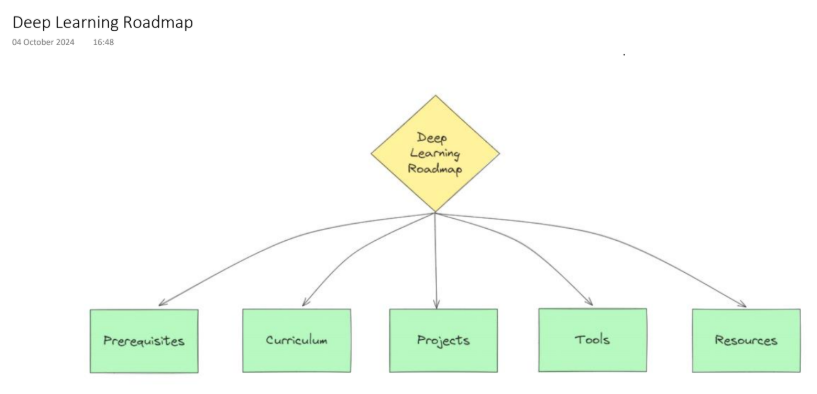 Deep Learning Roadmap
04 October 2024 16:48
Deep
Learning
Roadmap
Prerequisites
Curriculum
Projects
Tools
Resources